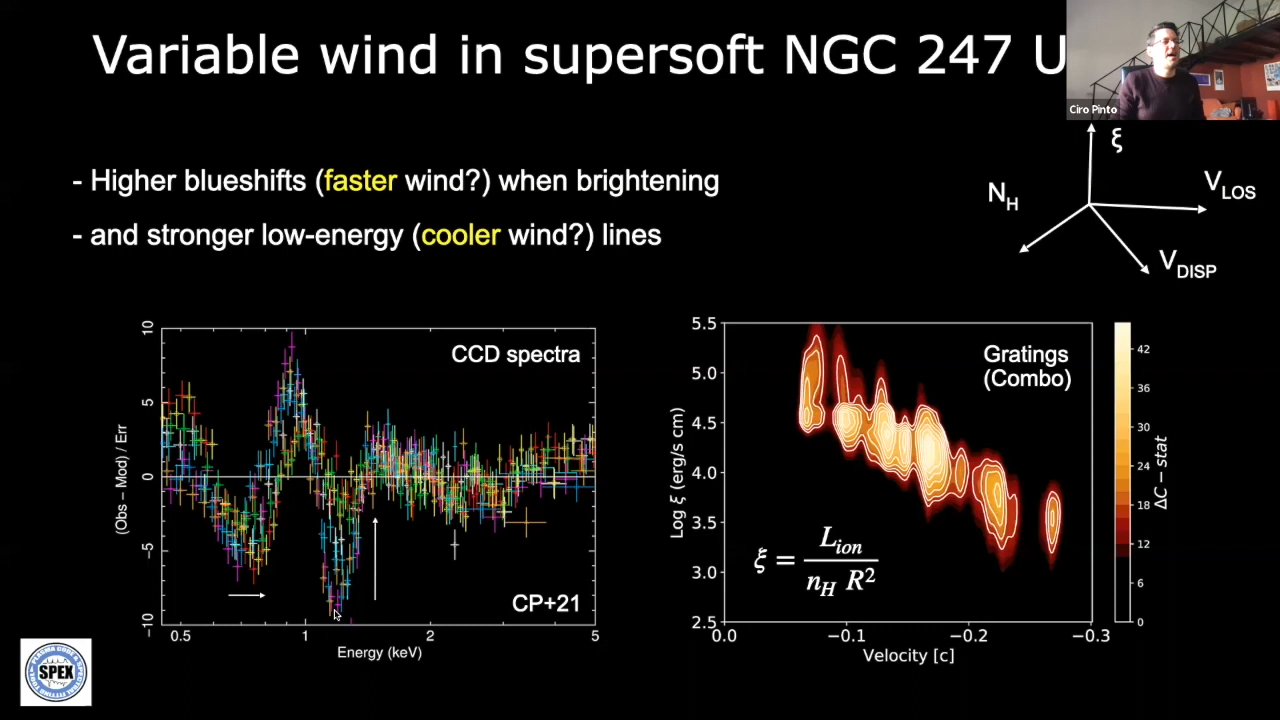 Variable wind in supersoft NGC 247 U
Ciro Pinto
- Higher blueshifts (faster wind?) when brightening
- and stronger low-energy (cooler wind?) lines
ξ
N_H
V_LOS
V_DISP
CCD spectra
CP+21
(Obs − Mod) / Err
10
5
0
−5
−10
0.5
1
2
5
Energy (keV)
Gratings
(Combo)
Log ξ (erg/s cm)
5.5
5.0
4.5
4.0
3.5
3.0
2.5
0.0
−0.1
−0.2
−0.3
Velocity [c]
ξ = L_ion / n_H R²
42
36
30
24
18
12
6
0
ΔC − stat
SPEX